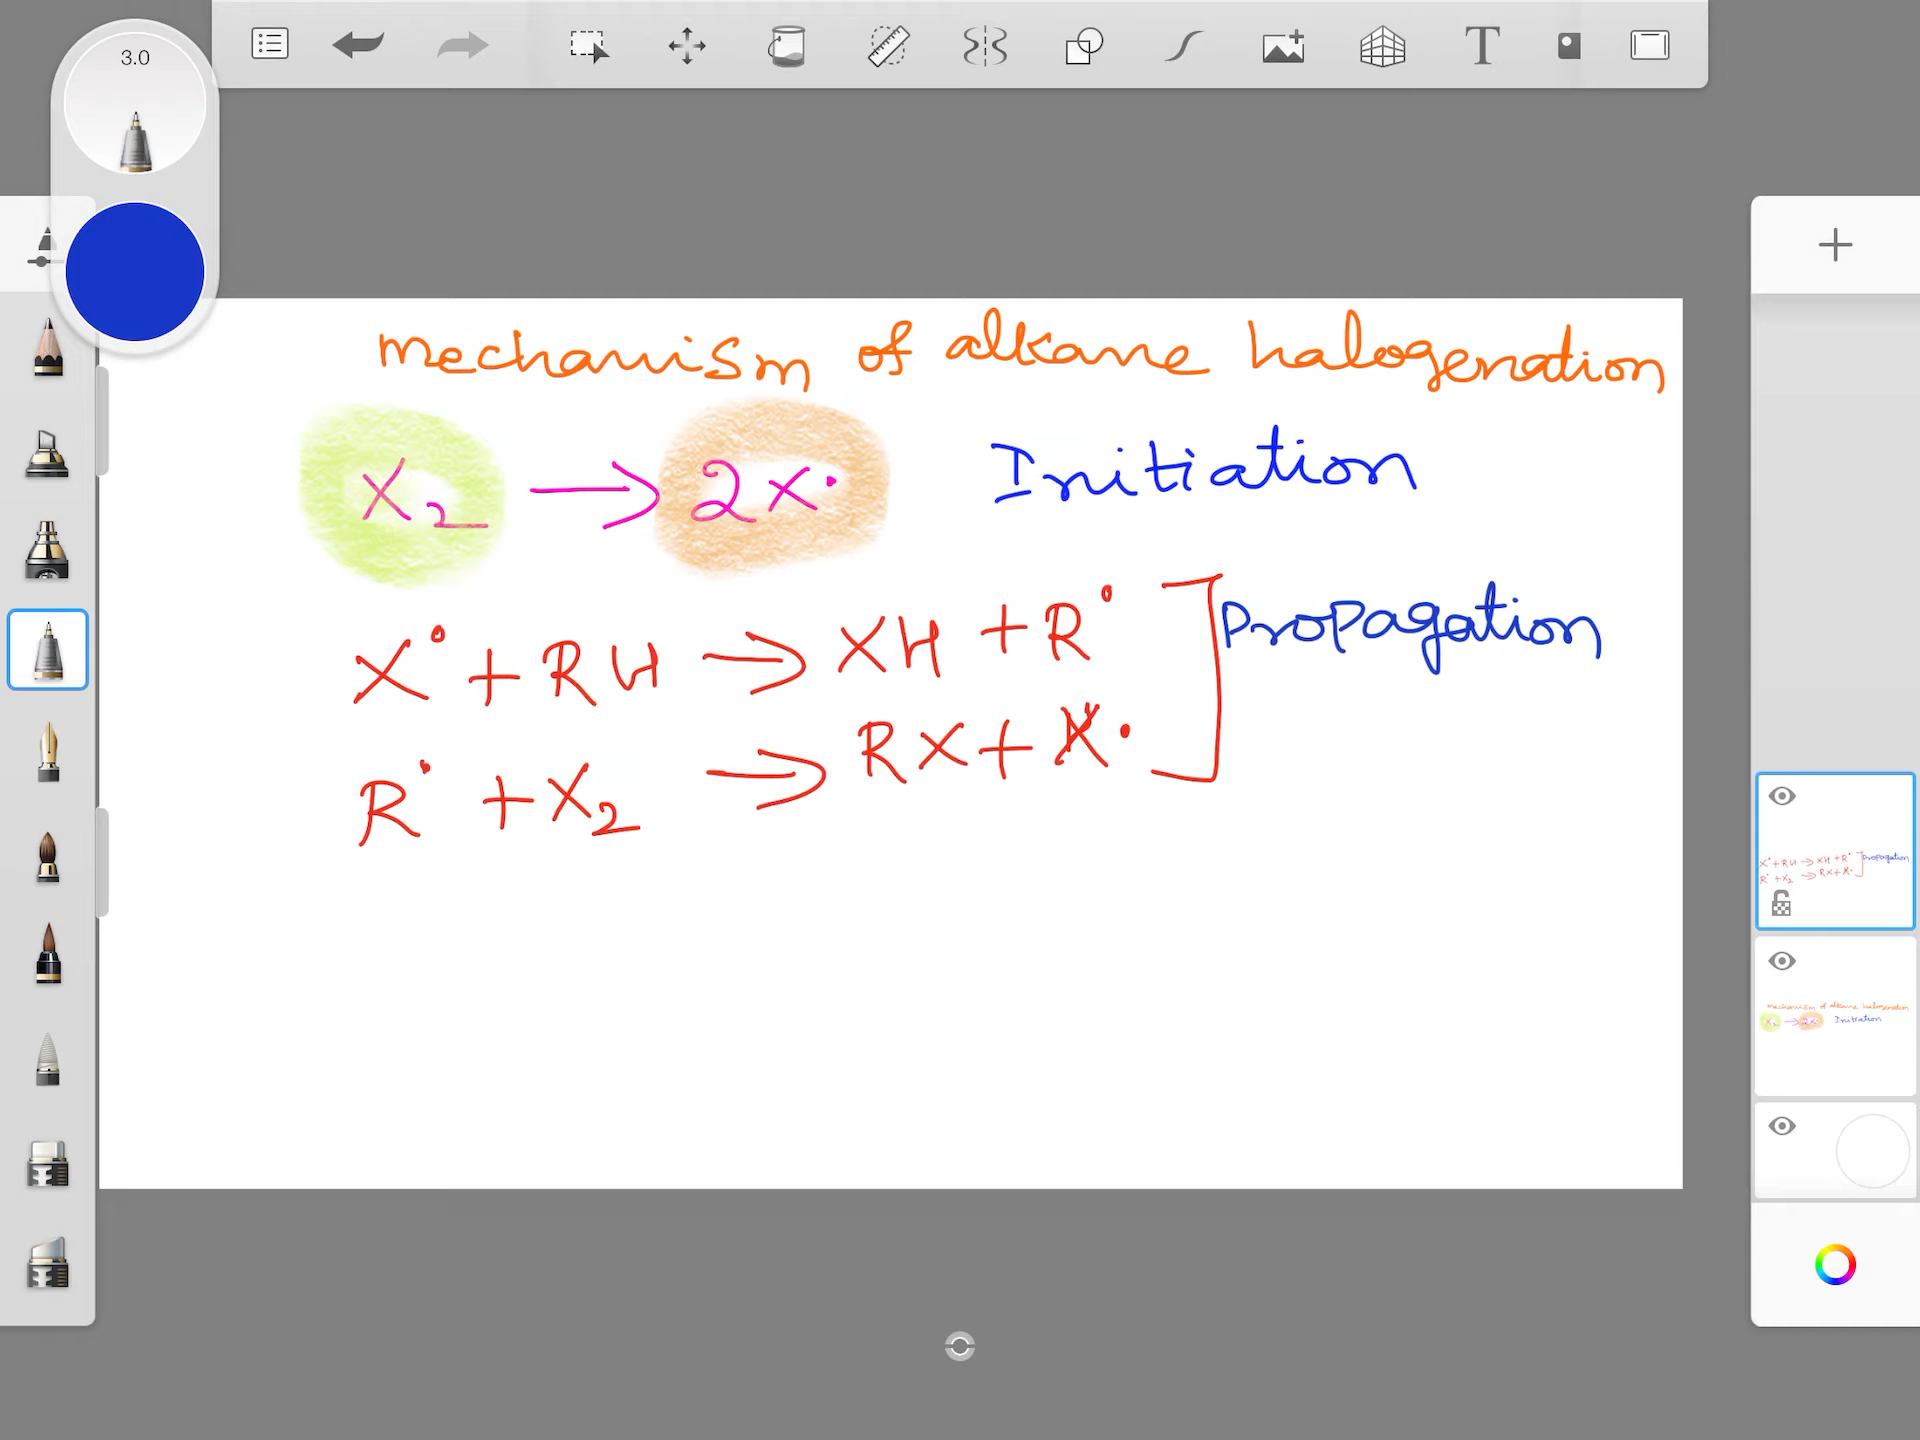 3.0
T
mechanism of alkane halogenation
X2 → 2X• Initiation
X• + RH → XH + R• ] Propagation
R• + X2 → RX + X•